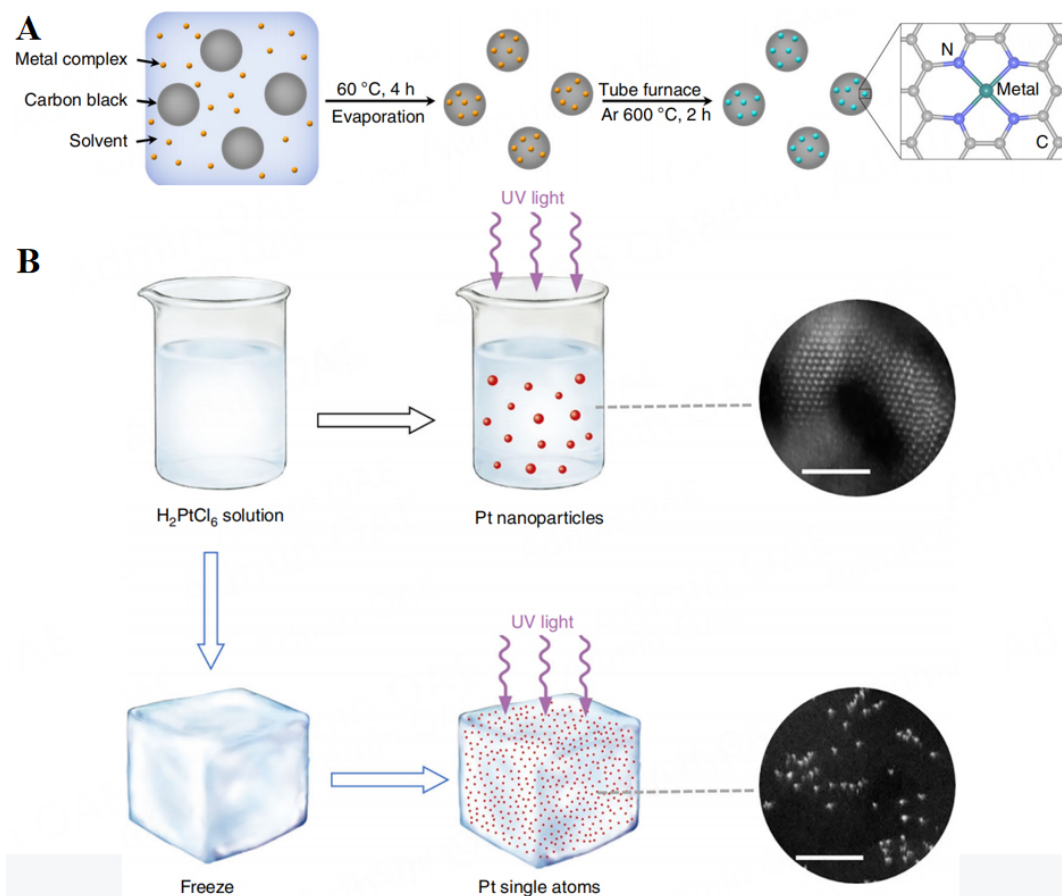 A
Metal complex
Carbon black
Solvent
60 °C, 4 h
Evaporation
Tube furnace
Ar 600 °C, 2 h
N
Metal
C
B
UV light
H₂PtCl₆ solution
Pt nanoparticles
UV light
Freeze
Pt single atoms